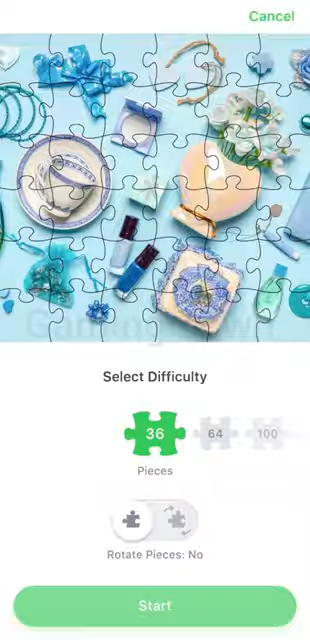 Cancel
Select Difficulty
36
64
100
Pieces
Rotate Pieces: No
Start